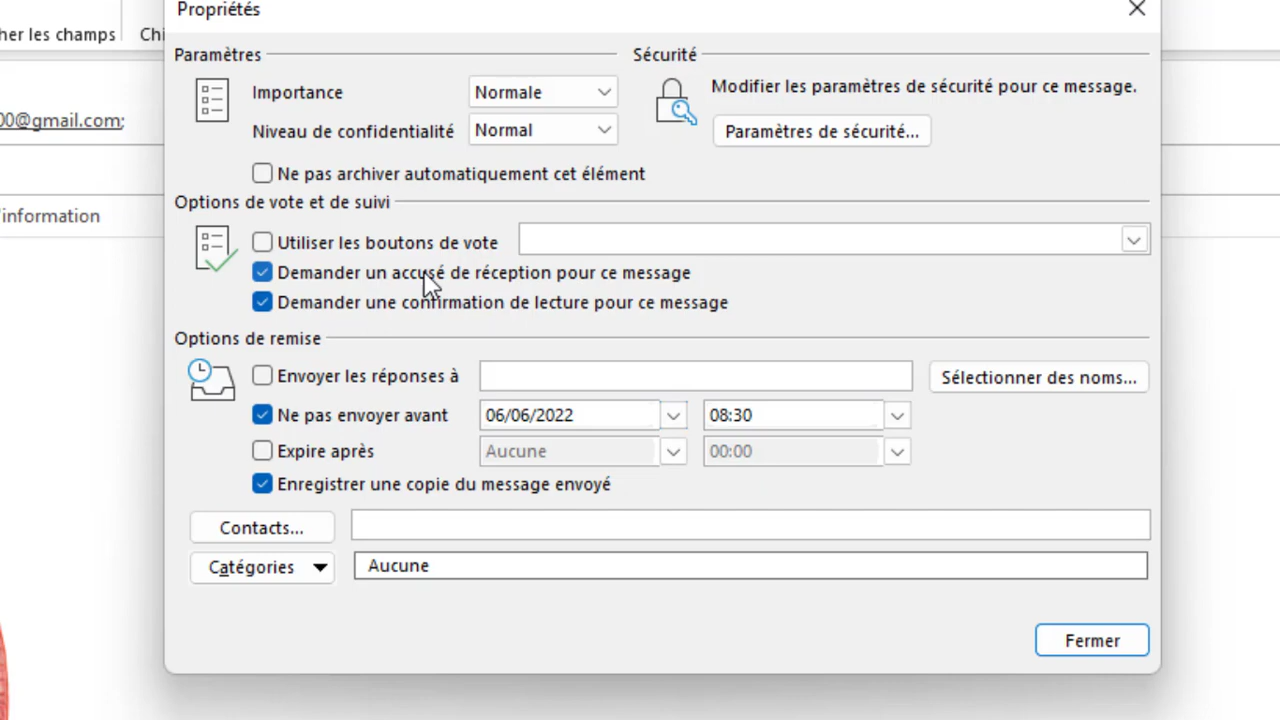 Propriétés
her les champs
Chi
Paramètres
Sécurité
Importance
Normale
Modifier les paramètres de sécurité pour ce message.
00@gmail.com;
Niveau de confidentialité
Normal
Paramètres de sécurité...
Ne pas archiver automatiquement cet élément
Options de vote et de suivi
'information
Utiliser les boutons de vote
Demander un accusé de réception pour ce message
Demander une confirmation de lecture pour ce message
Options de remise
Envoyer les réponses à
Sélectionner des noms...
Ne pas envoyer avant
06/06/2022
08:30
Expire après
Aucune
00:00
Enregistrer une copie du message envoyé
Contacts...
Catégories
Aucune
Fermer